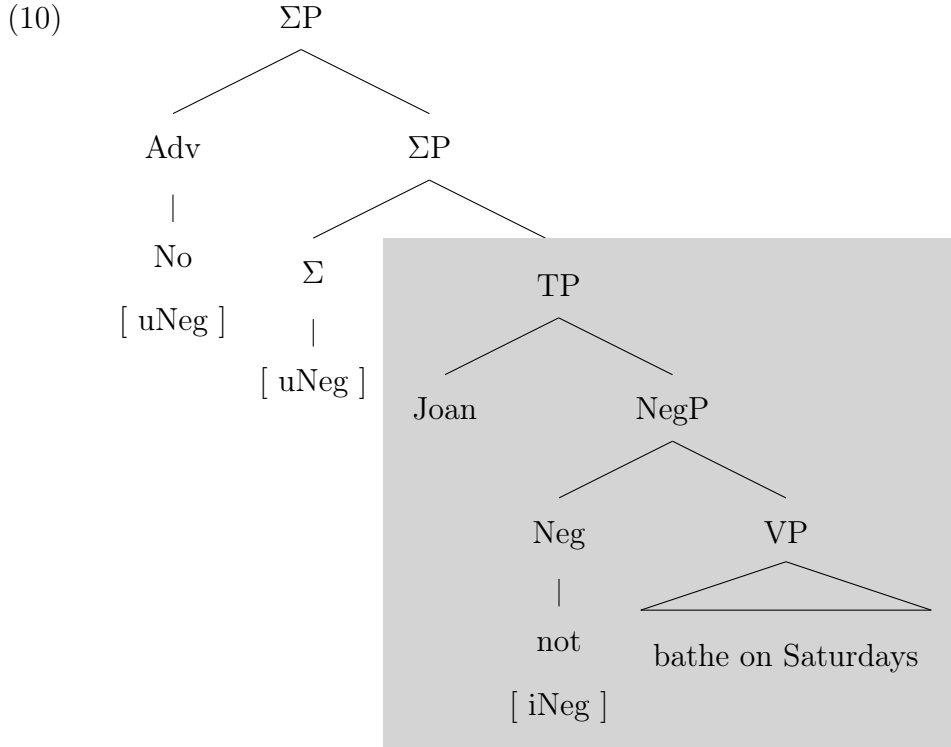 (10) ΣP
Adv ΣP
|
No Σ TP
[ uNeg ] |
[ uNeg ] Joan NegP
Neg VP
|
not bathe on Saturdays
[ iNeg ]